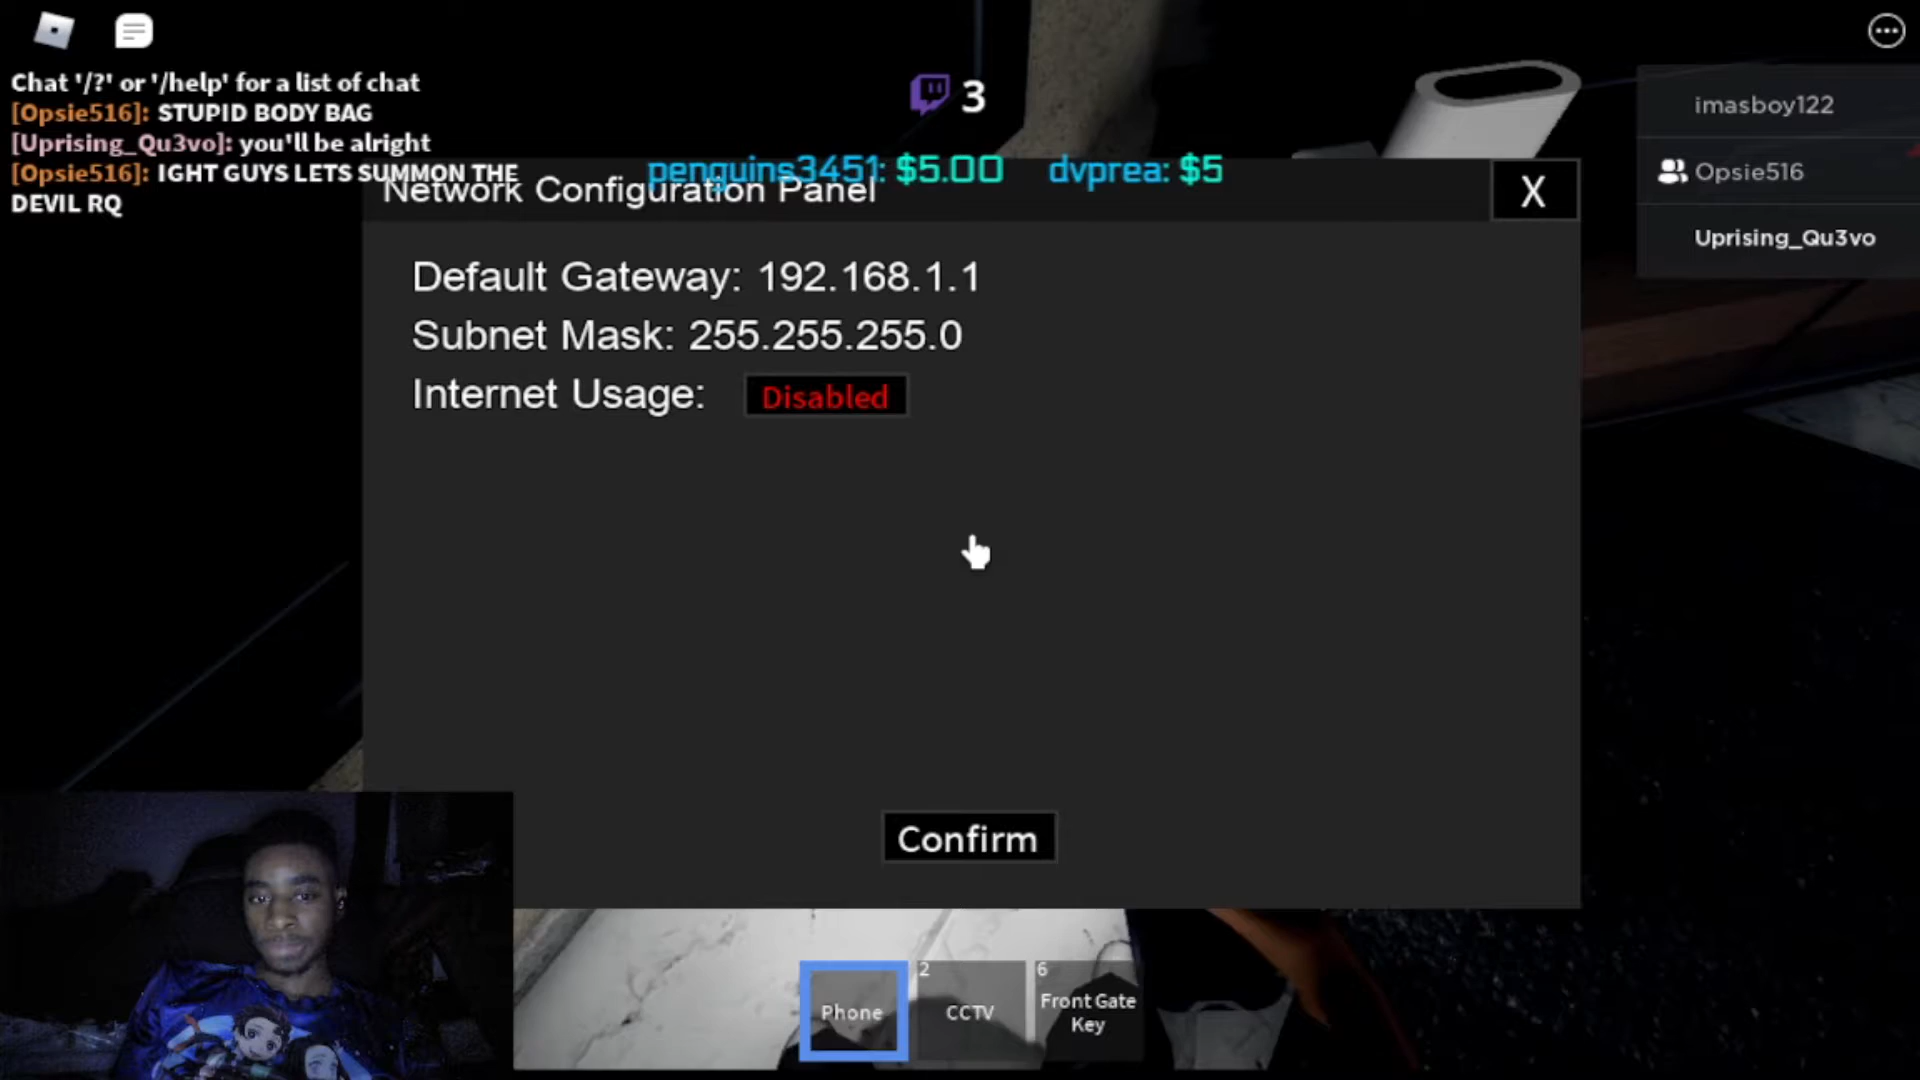 Chat '/?' or '/help' for a list of chat
[Opsie516]: STUPID BODY BAG
[Uprising_Qu3vo]: you'll be alright
[Opsie516]: IGHT GUYS LETS SUMMON THE
DEVIL RQ
3
penguins3451: $5.00 dvprea: $5
imasboy122
Opsie516
Uprising_Qu3vo
Network Configuration Panel
X
Default Gateway: 192.168.1.1
Subnet Mask: 255.255.255.0
Internet Usage: Disabled
Confirm
Phone
2
CCTV
6
Front Gate
Key